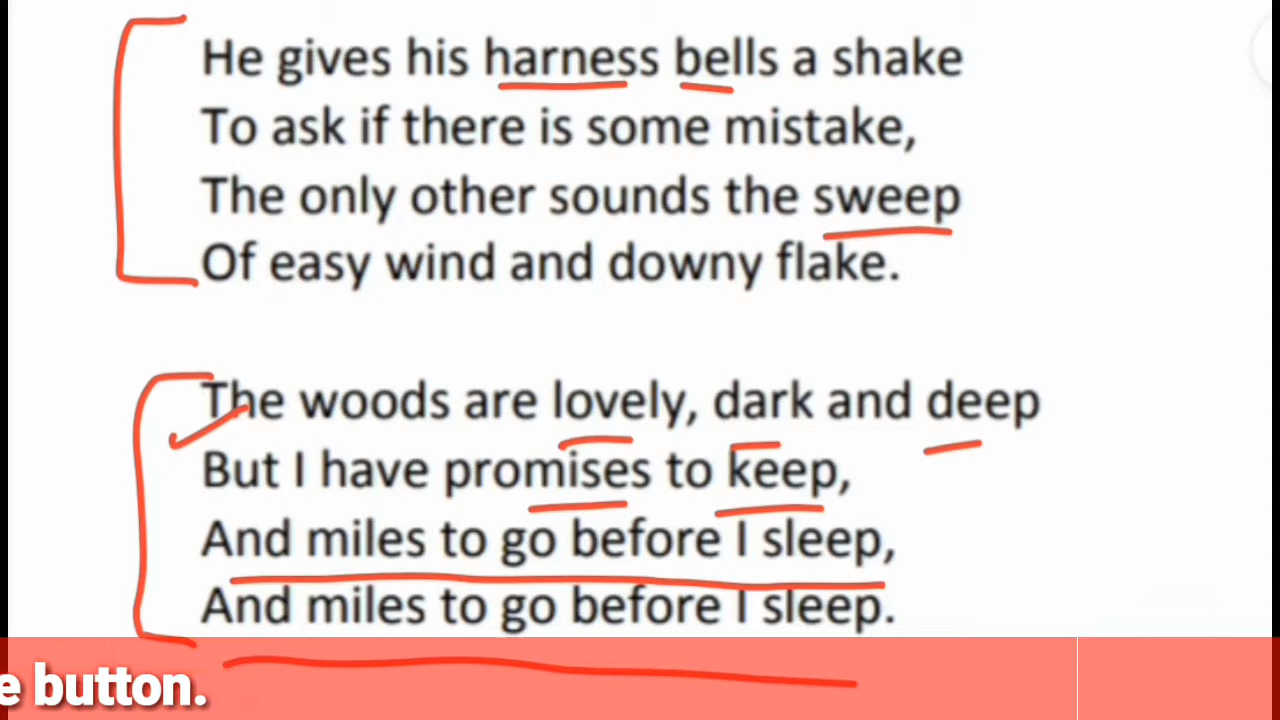 He gives his harness bells a shake
To ask if there is some mistake,
The only other sounds the sweep
Of easy wind and downy flake.
The woods are lovely, dark and deep
But I have promises to keep,
And miles to go before I sleep,
And miles to go before I sleep.
e button.